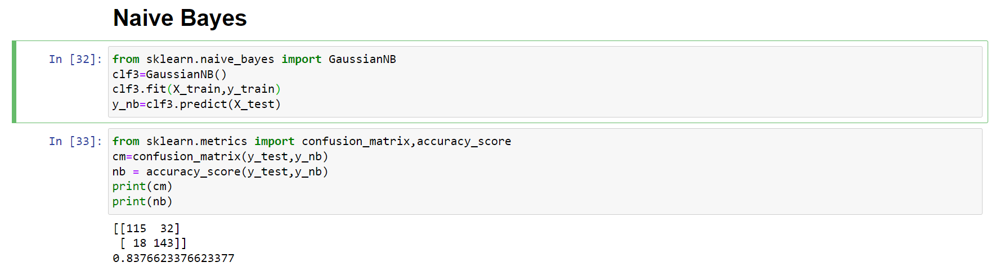 Naive Bayes
In [32]:
from sklearn.naive_bayes import GaussianNB
clf3=GaussianNB()
clf3.fit(X_train,y_train)
y_nb=clf3.predict(X_test)
In [33]:
from sklearn.metrics import confusion_matrix,accuracy_score
cm=confusion_matrix(y_test,y_nb)
nb = accuracy_score(y_test,y_nb)
print(cm)
print(nb)
[[115  32]
 [ 18 143]]
0.8376623376623377